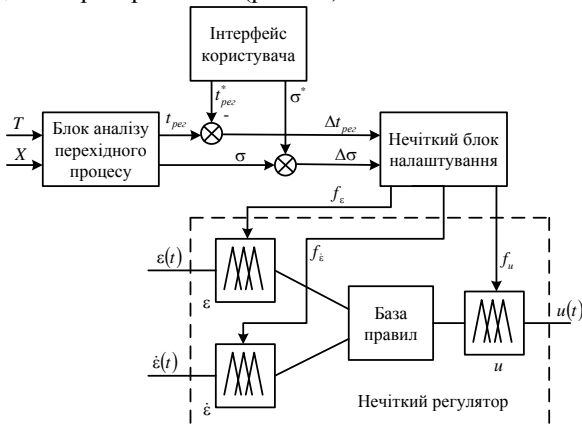 Інтерфейс
користувача
t*рег
σ*
-
T
X
Блок аналізу
перехідного
процесу
tрег
σ
Δtрег
Δσ
Нечіткий блок
налаштування
fε
fε̇
fu
ε(t)
ε
ε̇(t)
ε̇
База
правил
u
u(t)
Нечіткий регулятор